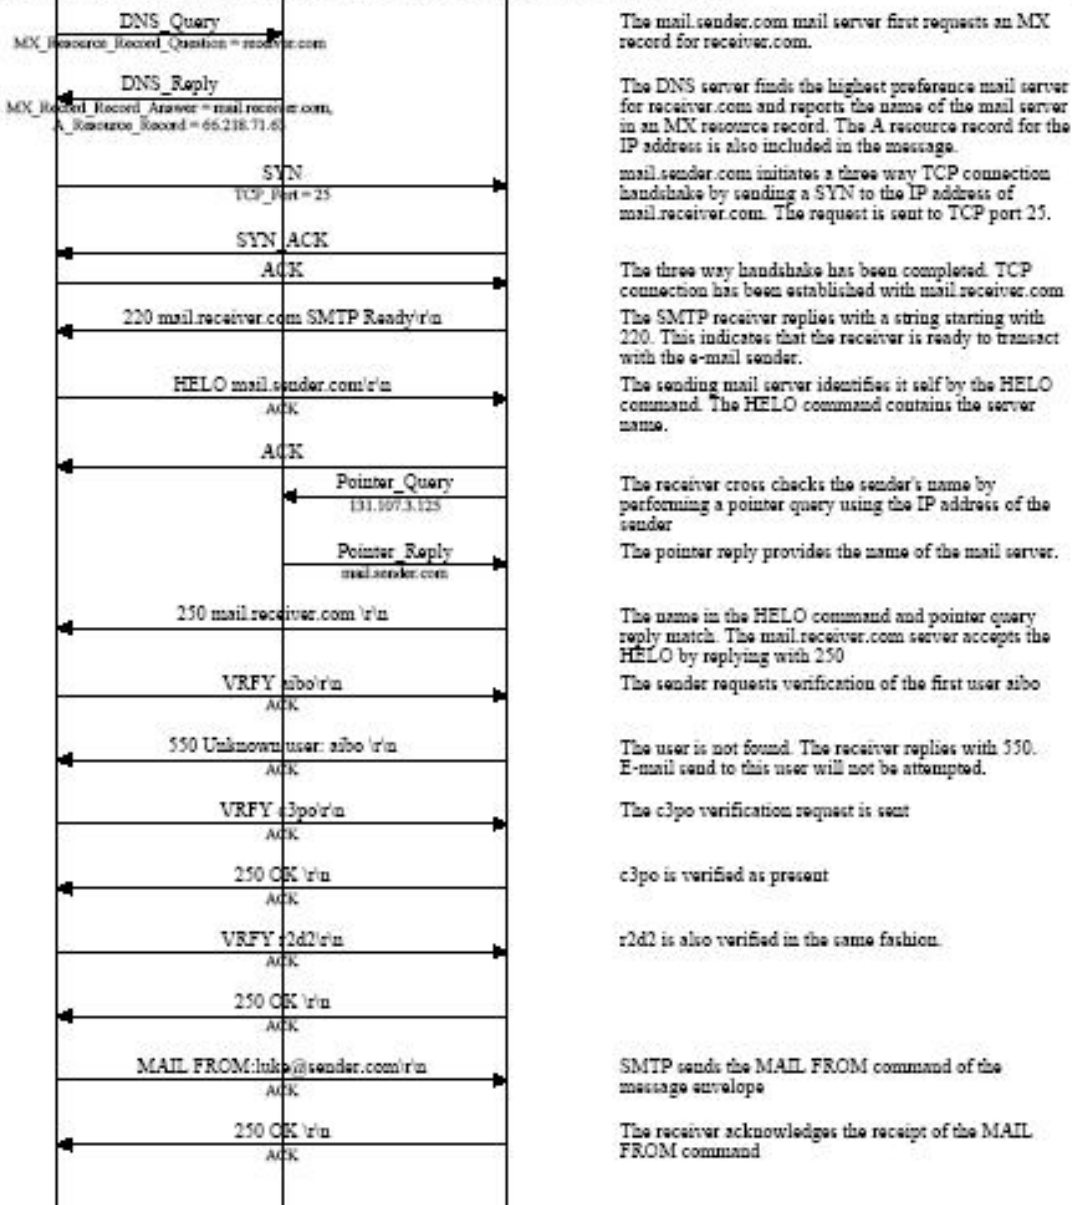 DNS_Query
MX_Resource_Record_Question = receiver.com
The mail.sender.com mail server first requests an MX
record for receiver.com.
DNS_Reply
MX_Record_Record_Answer = mail.receiver.com,
A_Resource_Record = 66.218.71.63
The DNS server finds the highest preference mail server
for receiver.com and reports the name of the mail server
in an MX resource record. The A resource record for the
IP address is also included in the message.
SYN
TCP_Port = 25
mail.sender.com initiates a three way TCP connection
handshake by sending a SYN to the IP address of
mail.receiver.com. The request is sent to TCP port 25.
SYN_ACK
ACK
The three way handshake has been completed. TCP
connection has been established with mail.receiver.com
220 mail.receiver.com SMTP Ready\r\n
The SMTP receiver replies with a string starting with
220. This indicates that the receiver is ready to transact
with the e-mail sender.
HELO mail.sender.com\r\n
ACK
The sending mail server identifies it self by the HELO
command. The HELO command contains the server
name.
ACK
Pointer_Query
131.107.3.125
The receiver cross checks the sender's name by
performing a pointer query using the IP address of the
sender
Pointer_Reply
mail.sender.com
The pointer reply provides the name of the mail server.
250 mail.receiver.com \r\n
The name in the HELO command and pointer query
reply match. The mail.receiver.com server accepts the
HELO by replying with 250
VRFY aibo\r\n
ACK
The sender requests verification of the first user aibo
550 Unknown user: aibo \r\n
ACK
The user is not found. The receiver replies with 550.
E-mail send to this user will not be attempted.
VRFY c3po\r\n
ACK
The c3po verification request is sent
250 OK \r\n
ACK
c3po is verified as present
VRFY r2d2\r\n
ACK
r2d2 is also verified in the same fashion.
250 OK \r\n
ACK
MAIL FROM:luke@sender.com\r\n
ACK
SMTP sends the MAIL FROM command of the
message envelope
250 OK \r\n
ACK
The receiver acknowledges the receipt of the MAIL
FROM command